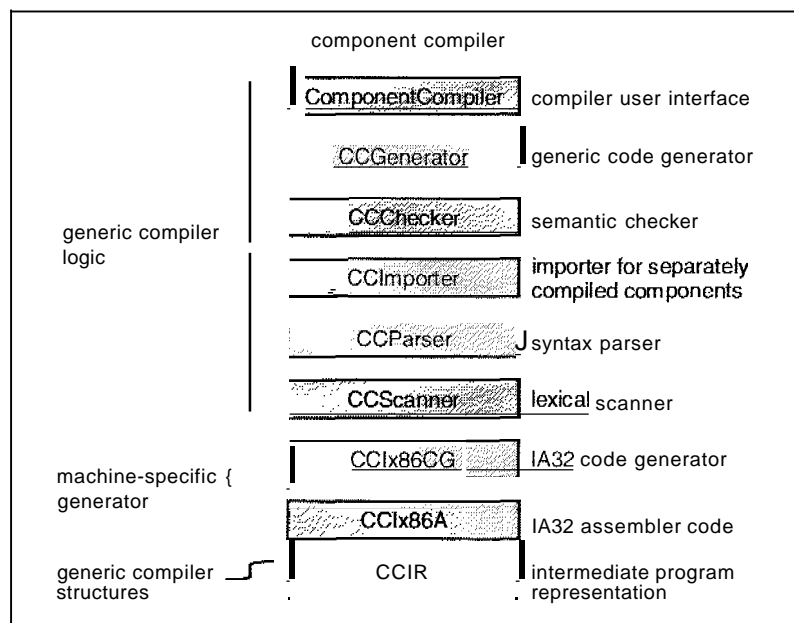 component compiler
ComponentCompiler compiler user interface
CCGenerator generic code generator
CCChecker semantic checker
generic compiler
logic
CCImporter importer for separately
compiled components
CCParser syntax parser
CCScanner lexical scanner
machine-specific {
generator
CCIx86CG IA32 code generator
CCIx86A IA32 assembler code
generic compiler
structures
CCIR intermediate program
representation